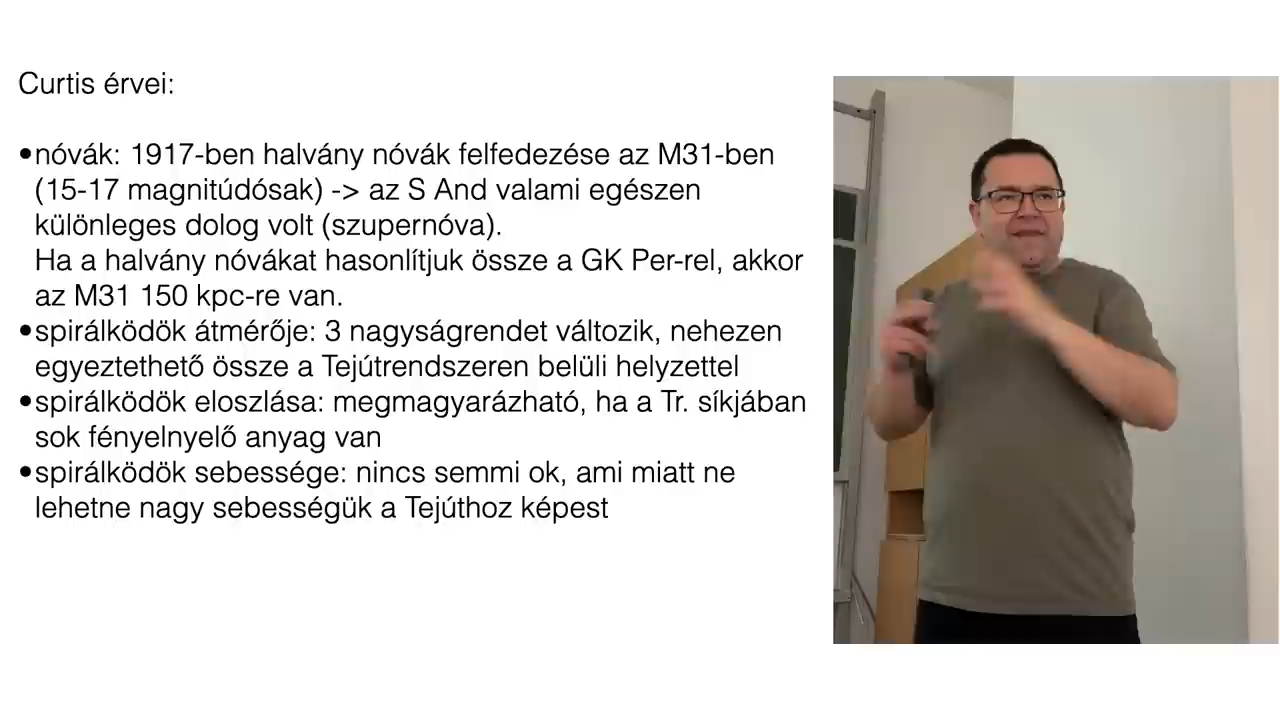 Curtis érvei:
•nóvák: 1917-ben halvány nóvák felfedezése az M31-ben
(15-17 magnitúdósak) -> az S And valami egészen
különleges dolog volt (szupernóva).
Ha a halvány nóvákat hasonlítjuk össze a GK Per-rel, akkor
az M31 150 kpc-re van.
•spirálködök átmérője: 3 nagyságrendet változik, nehezen
egyeztethető össze a Tejútrendszeren belüli helyzettel
•spirálködök eloszlása: megmagyarázható, ha a Tr. síkjában
sok fényelnyelő anyag van
•spirálködök sebessége: nincs semmi ok, ami miatt ne
lehetne nagy sebességük a Tejúthoz képest